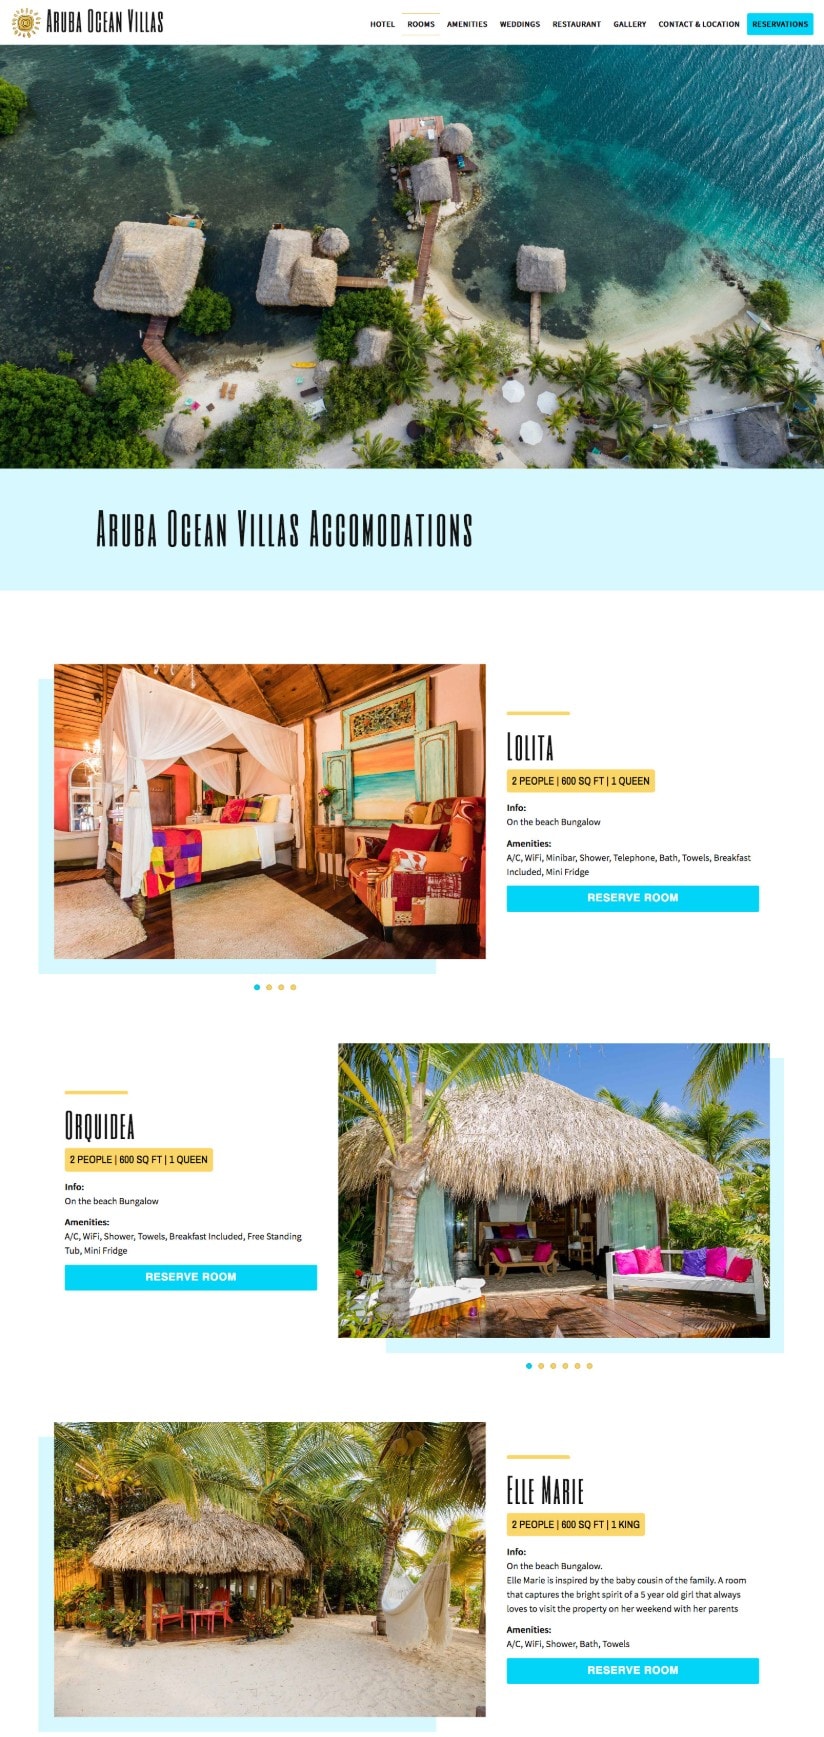 Aruba Ocean Villas
HOTEL ROOMS AMENITIES WEDDINGS RESTAURANT GALLERY CONTACT & LOCATION RESERVATIONS
Aruba Ocean Villas Accomodations
Lolita
2 PEOPLE | 600 SQ FT | 1 QUEEN
Info:
On the beach Bungalow
Amenities:
A/C, WiFi, Minibar, Shower, Telephone, Bath, Towels, Breakfast
Included, Mini Fridge
RESERVE ROOM
Orquidea
2 PEOPLE | 600 SQ FT | 1 QUEEN
Info:
On the beach Bungalow
Amenities:
A/C, WiFi, Shower, Towels, Breakfast Included, Free Standing
Tub, Mini Fridge
RESERVE ROOM
Elle Marie
2 PEOPLE | 600 SQ FT | 1 KING
Info:
On the beach Bungalow.
Elle Marie is inspired by the baby cousin of the family. A room
that captures the bright spirit of a 5 year old girl that always
loves to visit the property on her weekend with her parents
Amenities:
A/C, WiFi, Shower, Bath, Towels
RESERVE ROOM